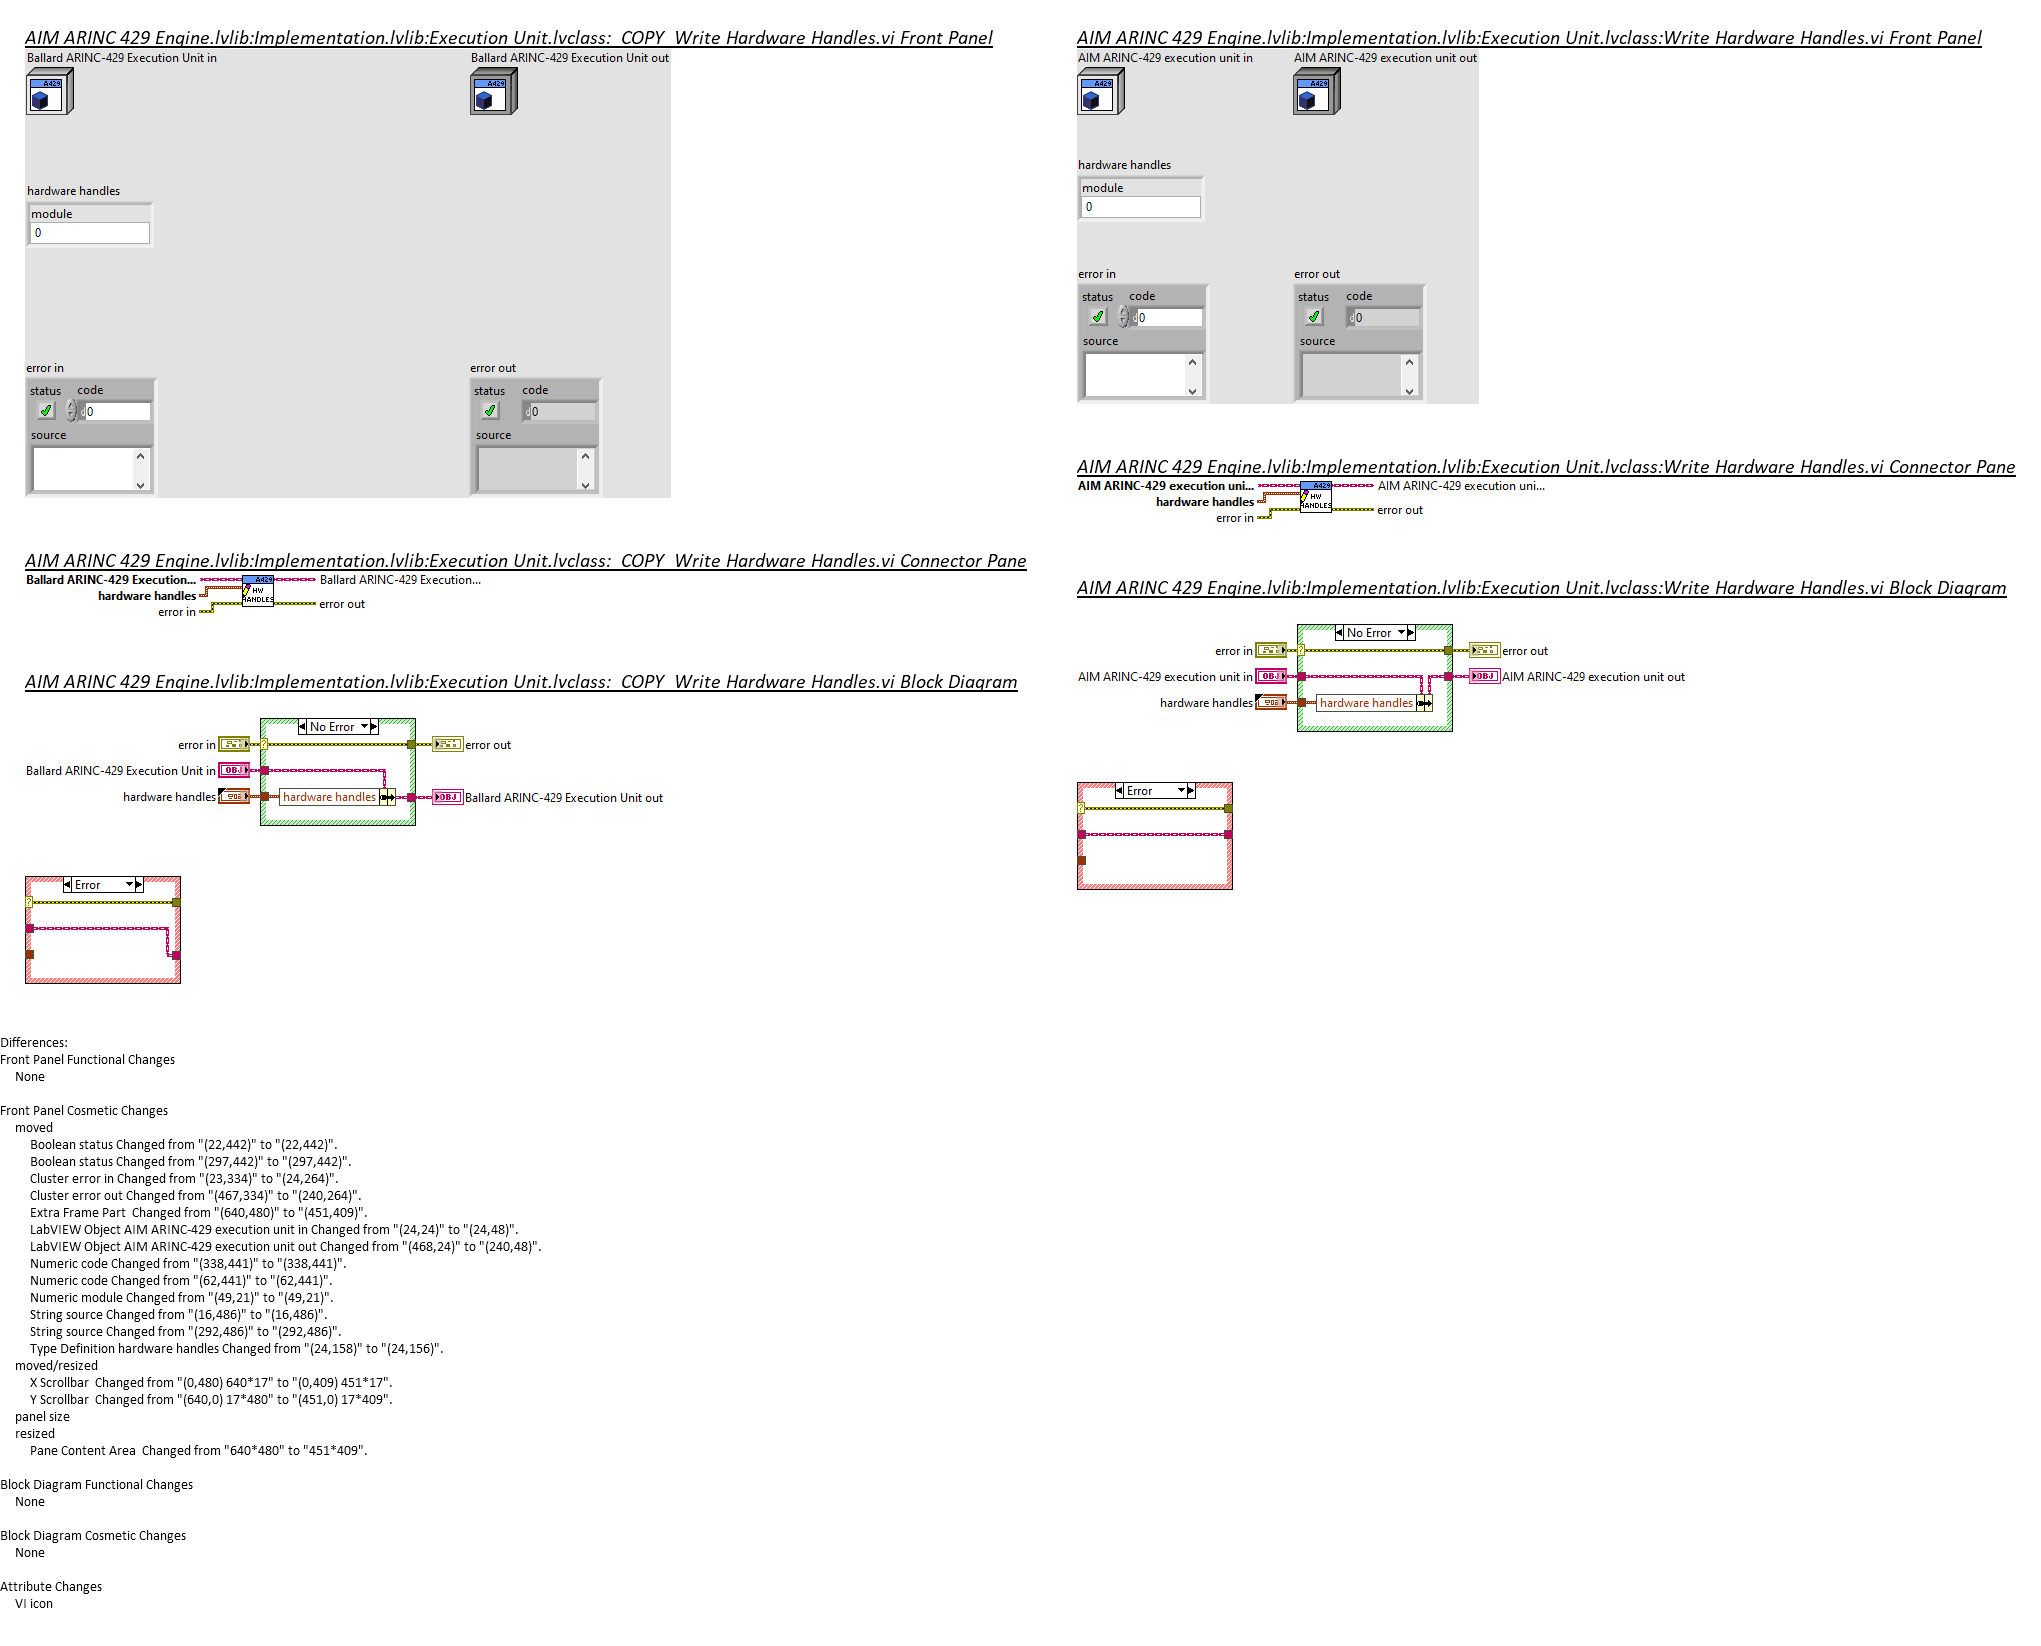 AIM ARINC 429 Engine.lvlib:Implementation.lvlib:Execution Unit.lvclass:  COPY  Write Hardware Handles.vi Front Panel
Ballard ARINC-429 Execution Unit in
Ballard ARINC-429 Execution Unit out
A429
A429
hardware handles
module
0
error in
error out
status
code
status
code
d0
d0
source
source
AIM ARINC 429 Engine.lvlib:Implementation.lvlib:Execution Unit.lvclass:  COPY  Write Hardware Handles.vi Connector Pane
Ballard ARINC-429 Execution...
A429
Ballard ARINC-429 Execution...
hardware handles
HW
HANDLES
error in
error out
AIM ARINC 429 Engine.lvlib:Implementation.lvlib:Execution Unit.lvclass:  COPY  Write Hardware Handles.vi Block Diagram
No Error
error in
?
error out
Ballard ARINC-429 Execution Unit in
OBJ
hardware handles
hardware handles
OBJ
Ballard ARINC-429 Execution Unit out
Error
?
AIM ARINC 429 Engine.lvlib:Implementation.lvlib:Execution Unit.lvclass:Write Hardware Handles.vi Front Panel
AIM ARINC-429 execution unit in
AIM ARINC-429 execution unit out
A429
A429
hardware handles
module
0
error in
error out
status
code
status
code
d0
d0
source
source
AIM ARINC 429 Engine.lvlib:Implementation.lvlib:Execution Unit.lvclass:Write Hardware Handles.vi Connector Pane
AIM ARINC-429 execution uni...
A429
AIM ARINC-429 execution uni...
hardware handles
HW
HANDLES
error in
error out
AIM ARINC 429 Engine.lvlib:Implementation.lvlib:Execution Unit.lvclass:Write Hardware Handles.vi Block Diagram
No Error
error in
?
error out
AIM ARINC-429 execution unit in
OBJ
OBJ
AIM ARINC-429 execution unit out
hardware handles
hardware handles
Error
?
Differences:
Front Panel Functional Changes
None
Front Panel Cosmetic Changes
moved
Boolean status Changed from "(22,442)" to "(22,442)".
Boolean status Changed from "(297,442)" to "(297,442)".
Cluster error in Changed from "(23,334)" to "(24,264)".
Cluster error out Changed from "(467,334)" to "(240,264)".
Extra Frame Part  Changed from "(640,480)" to "(451,409)".
LabVIEW Object AIM ARINC-429 execution unit in Changed from "(24,24)" to "(24,48)".
LabVIEW Object AIM ARINC-429 execution unit out Changed from "(468,24)" to "(240,48)".
Numeric code Changed from "(338,441)" to "(338,441)".
Numeric code Changed from "(62,441)" to "(62,441)".
Numeric module Changed from "(49,21)" to "(49,21)".
String source Changed from "(16,486)" to "(16,486)".
String source Changed from "(292,486)" to "(292,486)".
Type Definition hardware handles Changed from "(24,158)" to "(24,156)".
moved/resized
X Scrollbar  Changed from "(0,480) 640*17" to "(0,409) 451*17".
Y Scrollbar  Changed from "(640,0) 17*480" to "(451,0) 17*409".
panel size
resized
Pane Content Area  Changed from "640*480" to "451*409".
Block Diagram Functional Changes
None
Block Diagram Cosmetic Changes
None
Attribute Changes
VI icon